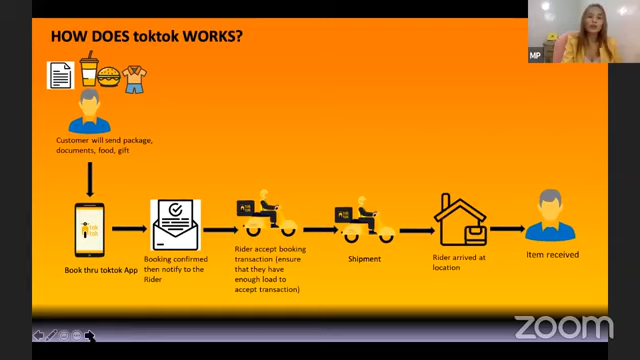 HOW DOES toktok WORKS?
MP
Customer will send package,
documents, food, gift
tok
tok
Book thru toktok App
Booking confirmed
then notify to the
Rider
Rider accept booking
transaction (ensure
that they have
enough load to
accept transaction)
Shipment
Rider arrived at
location
Item received
zoom